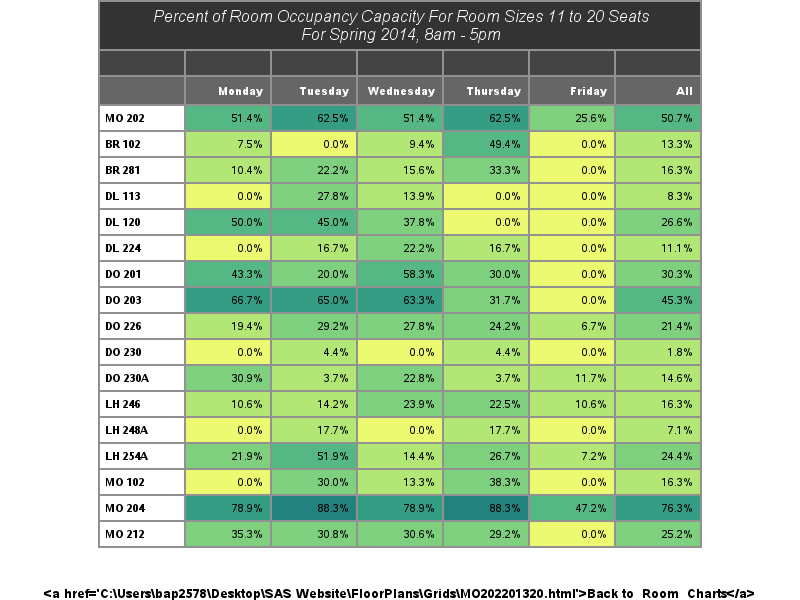 Percent of Room Occupancy Capacity For Room Sizes 11 to 20 Seats
For Spring 2014, 8am - 5pm
Monday Tuesday Wednesday Thursday Friday All
MO 202 51.4% 62.5% 51.4% 62.5% 25.6% 50.7%
BR 102 7.5% 0.0% 9.4% 49.4% 0.0% 13.3%
BR 281 10.4% 22.2% 15.6% 33.3% 0.0% 16.3%
DL 113 0.0% 27.8% 13.9% 0.0% 0.0% 8.3%
DL 120 50.0% 45.0% 37.8% 0.0% 0.0% 26.6%
DL 224 0.0% 16.7% 22.2% 16.7% 0.0% 11.1%
DO 201 43.3% 20.0% 58.3% 30.0% 0.0% 30.3%
DO 203 66.7% 65.0% 63.3% 31.7% 0.0% 45.3%
DO 226 19.4% 29.2% 27.8% 24.2% 6.7% 21.4%
DO 230 0.0% 4.4% 0.0% 4.4% 0.0% 1.8%
DO 230A 30.9% 3.7% 22.8% 3.7% 11.7% 14.6%
LH 246 10.6% 14.2% 23.9% 22.5% 10.6% 16.3%
LH 248A 0.0% 17.7% 0.0% 17.7% 0.0% 7.1%
LH 254A 21.9% 51.9% 14.4% 26.7% 7.2% 24.4%
MO 102 0.0% 30.0% 13.3% 38.3% 0.0% 16.3%
MO 204 78.9% 88.3% 78.9% 88.3% 47.2% 76.3%
MO 212 35.3% 30.8% 30.6% 29.2% 0.0% 25.2%
<a href='C:\Users\bap2578\Desktop\SAS Website\FloorPlans\Grids\MO202201320.html'>Back to Room Charts</a>